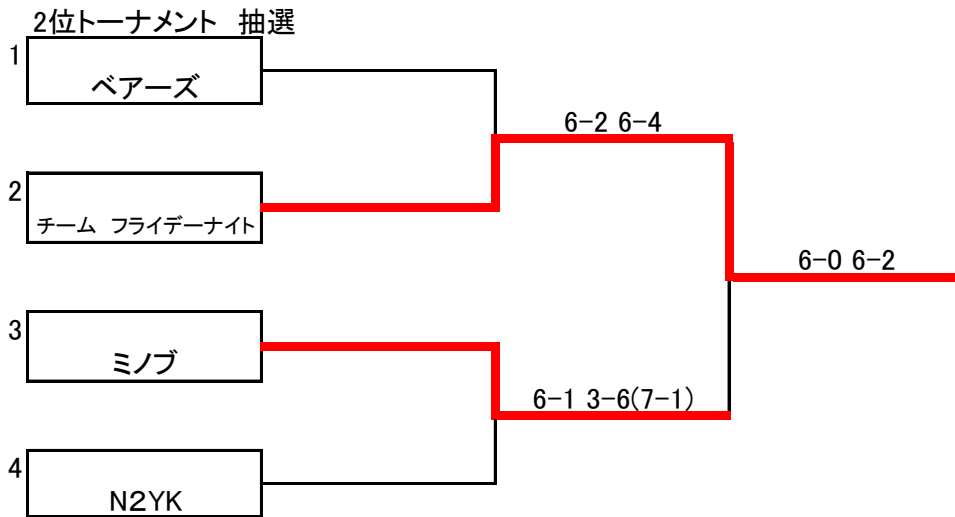 2位トーナメント　抽選
1
ベアーズ
6-2 6-4
2
チーム　フライデーナイト
6-0 6-2
3
ミノブ
6-1 3-6(7-1)
4
N2YK